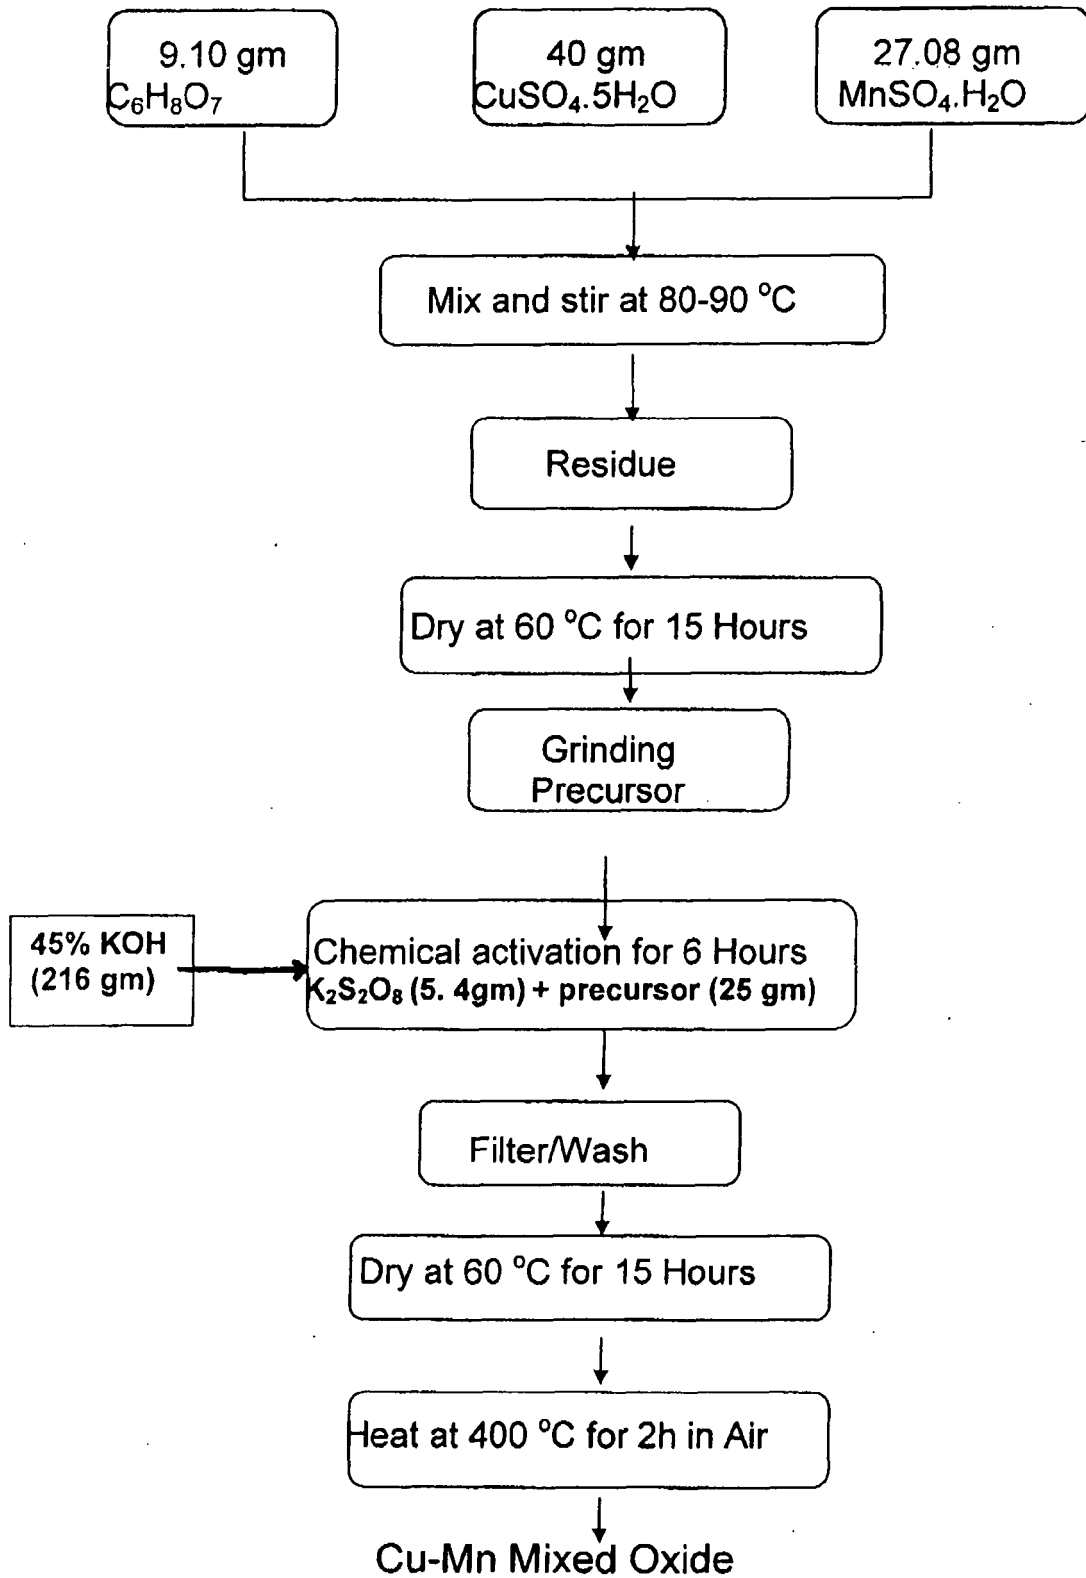 9.10 gm
C₆H₈O₇
40 gm
CuSO₄.5H₂O
27.08 gm
MnSO₄.H₂O
Mix and stir at 80-90 °C
Residue
Dry at 60 °C for 15 Hours
Grinding
Precursor
45% KOH
(216 gm)
Chemical activation for 6 Hours
K₂S₂O₈ (5. 4gm) + precursor (25 gm)
Filter/Wash
Dry at 60 °C for 15 Hours
Heat at 400 °C for 2h in Air
Cu-Mn Mixed Oxide